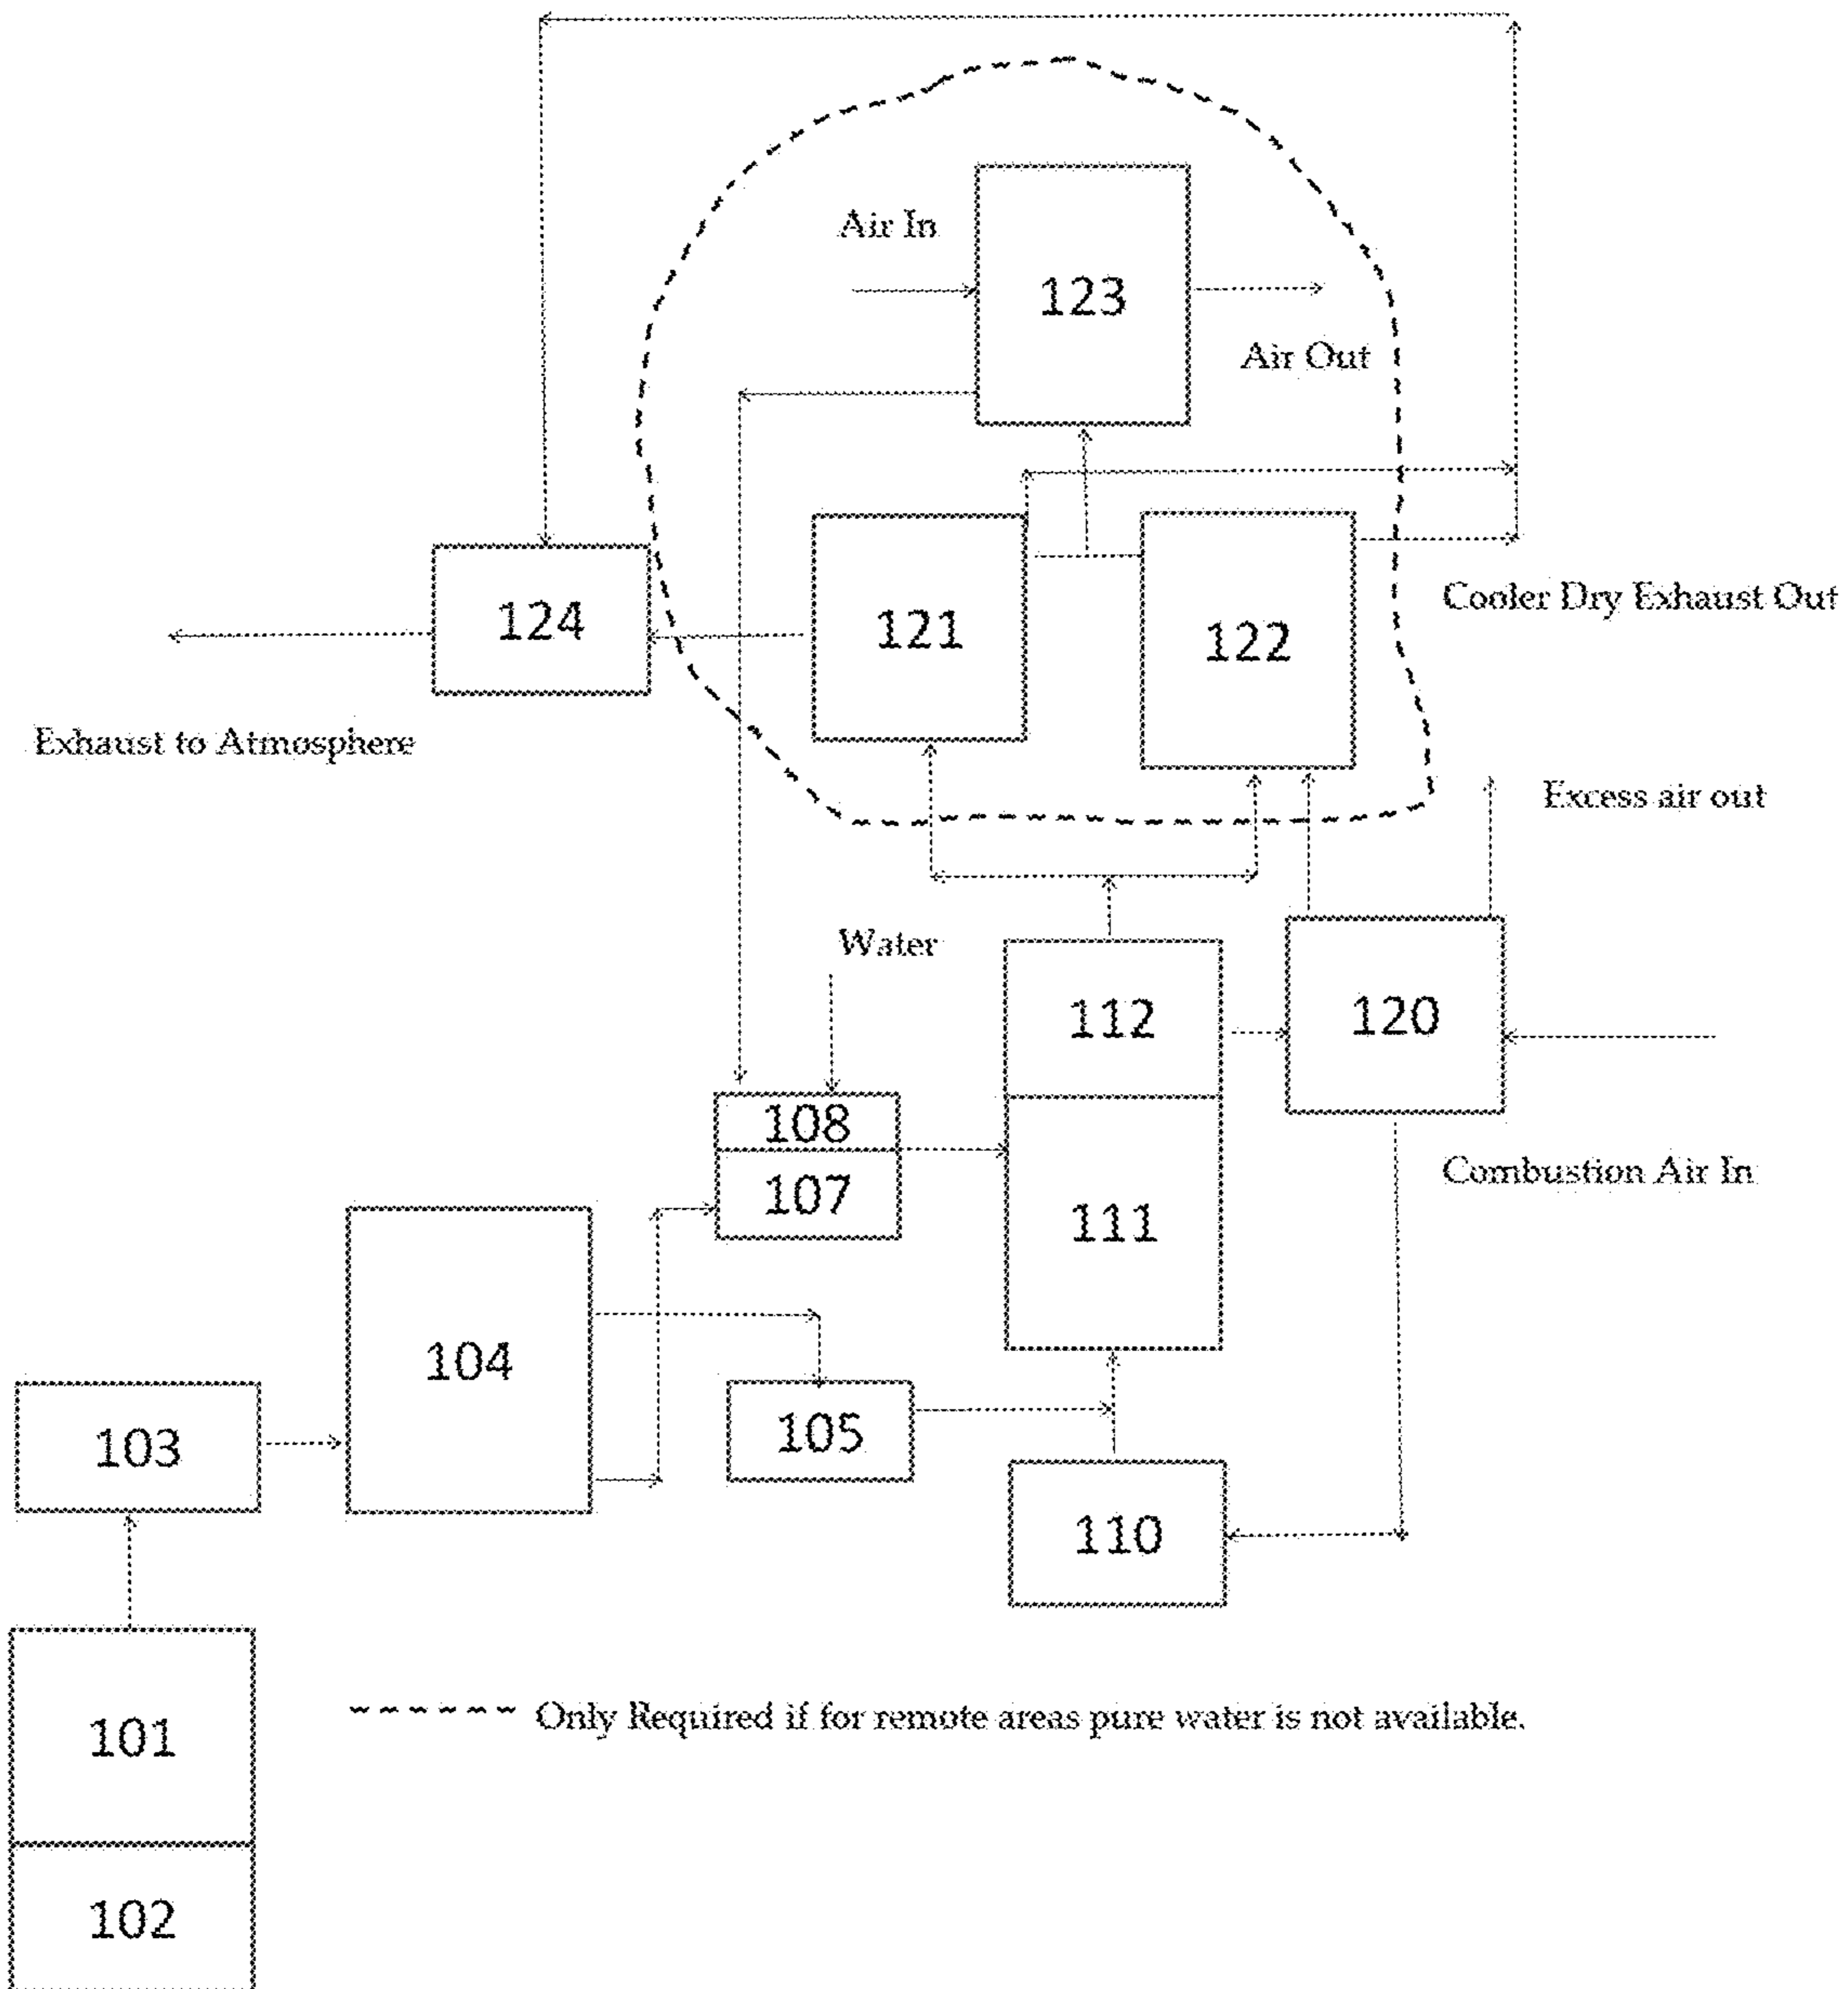 Air In
123
Air Out
124
121
122
Cooler Dry Exhaust Out
Exhaust to Atmosphere
Excess air out
Water
112
120
108
107
111
Combustion Air In
104
103
105
110
101
Only Required if for remote areas pure water is not available.
102